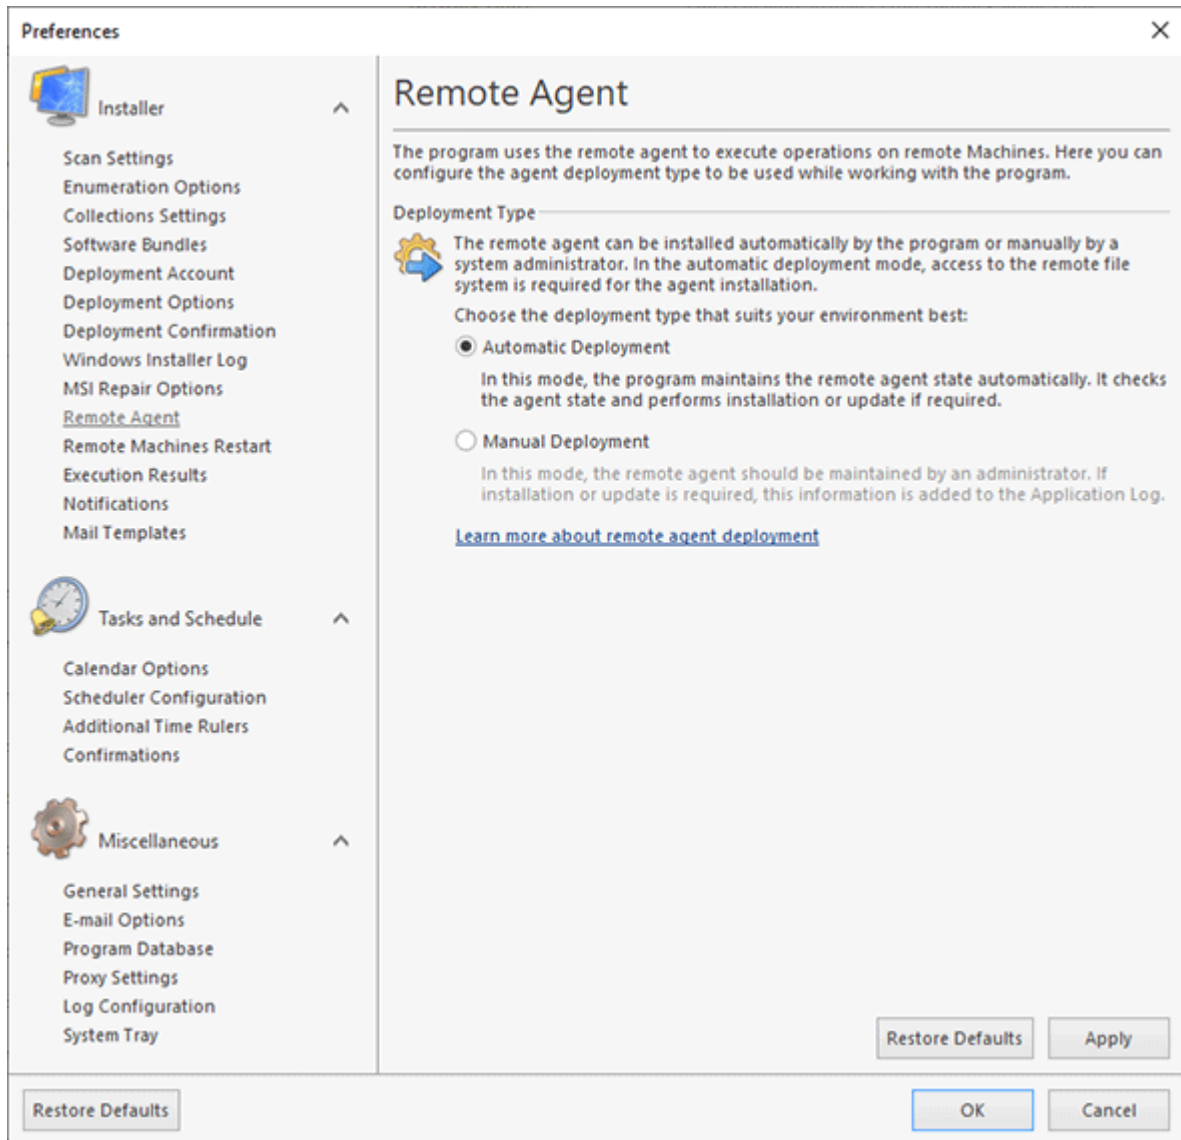 Preferences
Installer
Scan Settings
Enumeration Options
Collections Settings
Software Bundles
Deployment Account
Deployment Options
Deployment Confirmation
Windows Installer Log
MSI Repair Options
Remote Agent
Remote Machines Restart
Execution Results
Notifications
Mail Templates
Tasks and Schedule
Calendar Options
Scheduler Configuration
Additional Time Rulers
Confirmations
Miscellaneous
General Settings
E-mail Options
Program Database
Proxy Settings
Log Configuration
System Tray
Remote Agent
The program uses the remote agent to execute operations on remote Machines. Here you can
configure the agent deployment type to be used while working with the program.
Deployment Type
The remote agent can be installed automatically by the program or manually by a
system administrator. In the automatic deployment mode, access to the remote file
system is required for the agent installation.
Choose the deployment type that suits your environment best:
Automatic Deployment
In this mode, the program maintains the remote agent state automatically. It checks
the agent state and performs installation or update if required.
Manual Deployment
In this mode, the remote agent should be maintained by an administrator. If
installation or update is required, this information is added to the Application Log.
Learn more about remote agent deployment
Restore Defaults
Apply
Restore Defaults
OK
Cancel